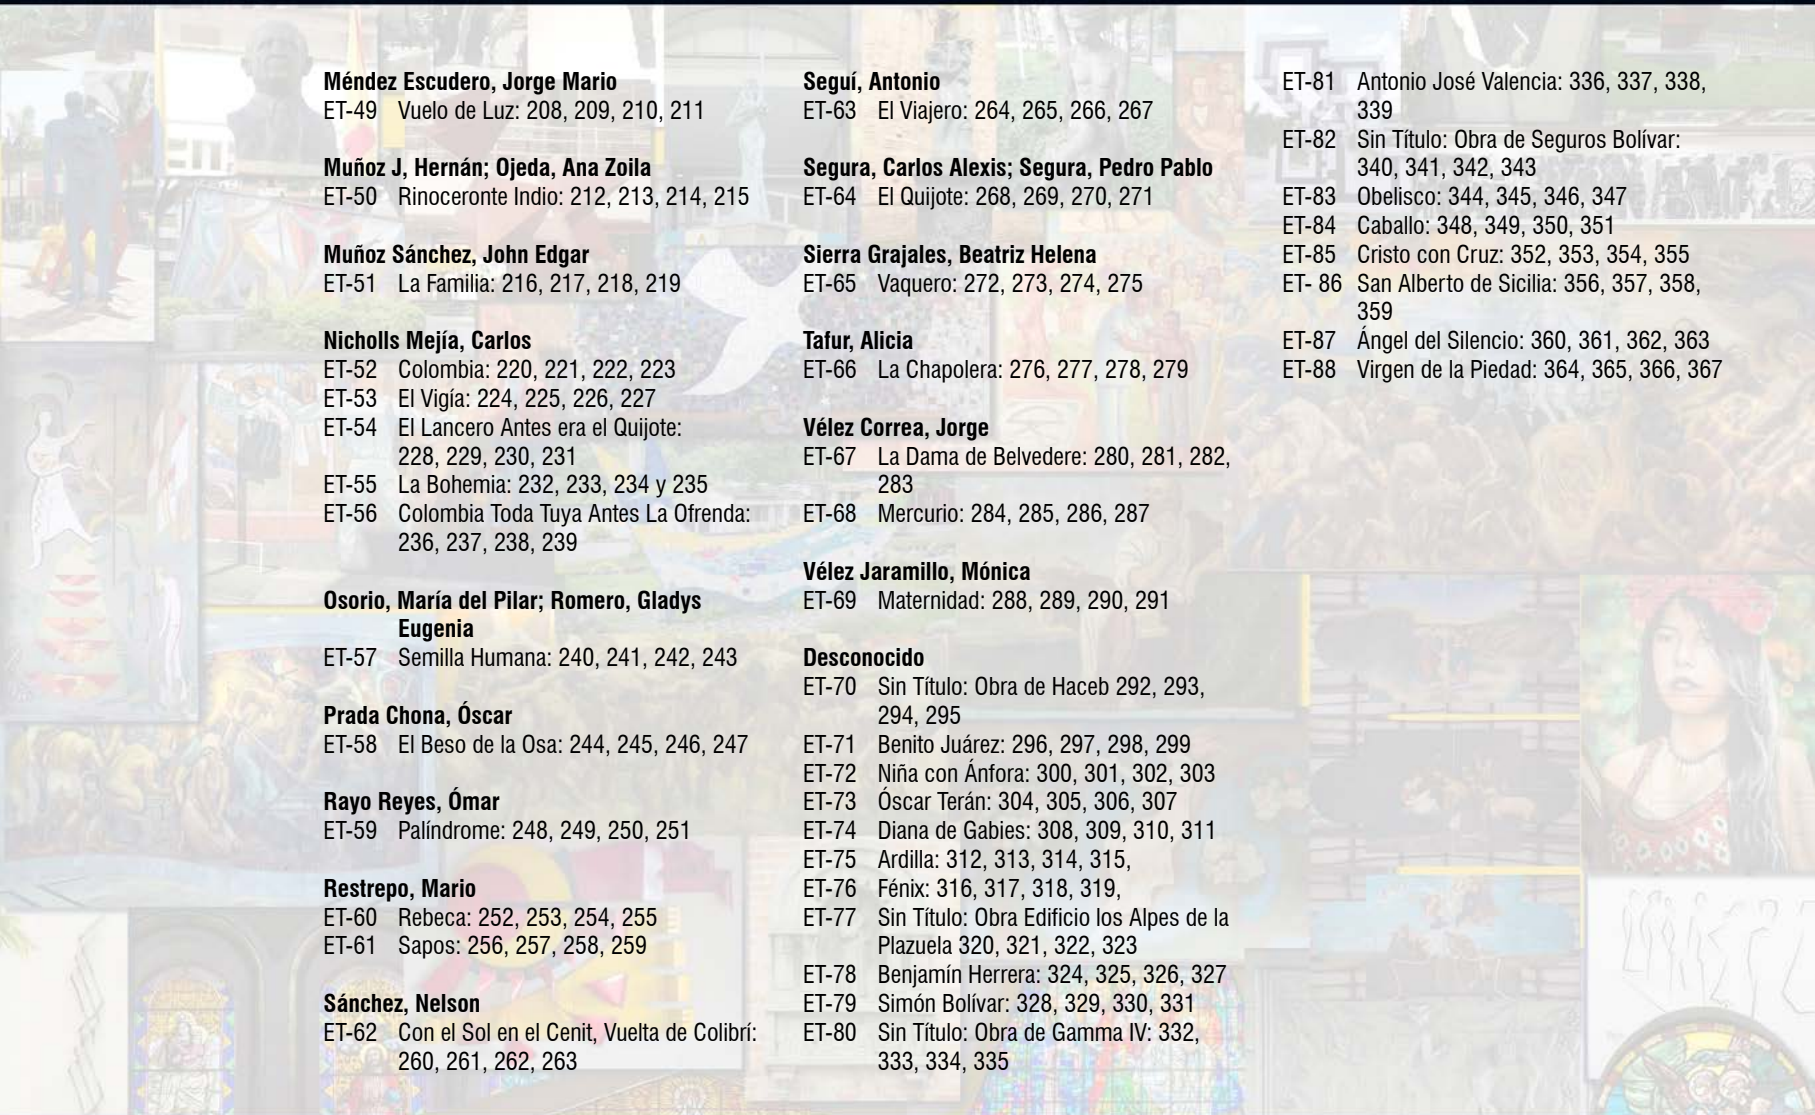 Méndez Escudero, Jorge Mario
ET-49 Vuelo de Luz: 208, 209, 210, 211
Muñoz J, Hernán; Ojeda, Ana Zoila
ET-50 Rinoceronte Indio: 212, 213, 214, 215
Muñoz Sánchez, John Edgar
ET-51 La Familia: 216, 217, 218, 219
Nicholls Mejía, Carlos
ET-52 Colombia: 220, 221, 222, 223
ET-53 El Vigía: 224, 225, 226, 227
ET-54 El Lancero Antes era el Quijote:
228, 229, 230, 231
ET-55 La Bohemia: 232, 233, 234 y 235
ET-56 Colombia Toda Tuya Antes La Ofrenda:
236, 237, 238, 239
Osorio, María del Pilar; Romero, Gladys
Eugenia
ET-57 Semilla Humana: 240, 241, 242, 243
Prada Chona, Óscar
ET-58 El Beso de la Osa: 244, 245, 246, 247
Rayo Reyes, Ómar
ET-59 Palíndrome: 248, 249, 250, 251
Restrepo, Mario
ET-60 Rebeca: 252, 253, 254, 255
ET-61 Sapos: 256, 257, 258, 259
Sánchez, Nelson
ET-62 Con el Sol en el Cenit, Vuelta de Colibrí:
260, 261, 262, 263
Seguí, Antonio
ET-63 El Viajero: 264, 265, 266, 267
Segura, Carlos Alexis; Segura, Pedro Pablo
ET-64 El Quijote: 268, 269, 270, 271
Sierra Grajales, Beatriz Helena
ET-65 Vaquero: 272, 273, 274, 275
Tafur, Alicia
ET-66 La Chapolera: 276, 277, 278, 279
Vélez Correa, Jorge
ET-67 La Dama de Belvedere: 280, 281, 282,
283
ET-68 Mercurio: 284, 285, 286, 287
Vélez Jaramillo, Mónica
ET-69 Maternidad: 288, 289, 290, 291
Desconocido
ET-70 Sin Título: Obra de Haceb 292, 293,
294, 295
ET-71 Benito Juárez: 296, 297, 298, 299
ET-72 Niña con Ánfora: 300, 301, 302, 303
ET-73 Óscar Terán: 304, 305, 306, 307
ET-74 Diana de Gabies: 308, 309, 310, 311
ET-75 Ardilla: 312, 313, 314, 315,
ET-76 Fénix: 316, 317, 318, 319,
ET-77 Sin Título: Obra Edificio los Alpes de la
Plazuela 320, 321, 322, 323
ET-78 Benjamín Herrera: 324, 325, 326, 327
ET-79 Simón Bolívar: 328, 329, 330, 331
ET-80 Sin Título: Obra de Gamma IV: 332,
333, 334, 335
ET-81 Antonio José Valencia: 336, 337, 338,
339
ET-82 Sin Título: Obra de Seguros Bolívar:
340, 341, 342, 343
ET-83 Obelisco: 344, 345, 346, 347
ET-84 Caballo: 348, 349, 350, 351
ET-85 Cristo con Cruz: 352, 353, 354, 355
ET- 86 San Alberto de Sicilia: 356, 357, 358,
359
ET-87 Ángel del Silencio: 360, 361, 362, 363
ET-88 Virgen de la Piedad: 364, 365, 366, 367